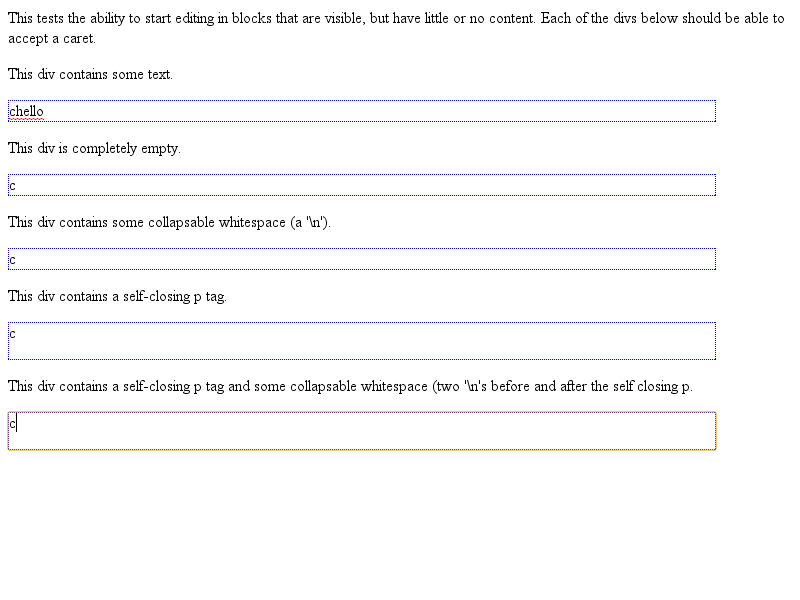 This tests the ability to start editing in blocks that are visible, but have little or no content. Each of the divs below should be able to
accept a caret.
This div contains some text.
chello
This div is completely empty.
c
This div contains some collapsable whitespace (a '\n').
c
This div contains a self-closing p tag.
c
This div contains a self-closing p tag and some collapsable whitespace (two '\n's before and after the self closing p.
c